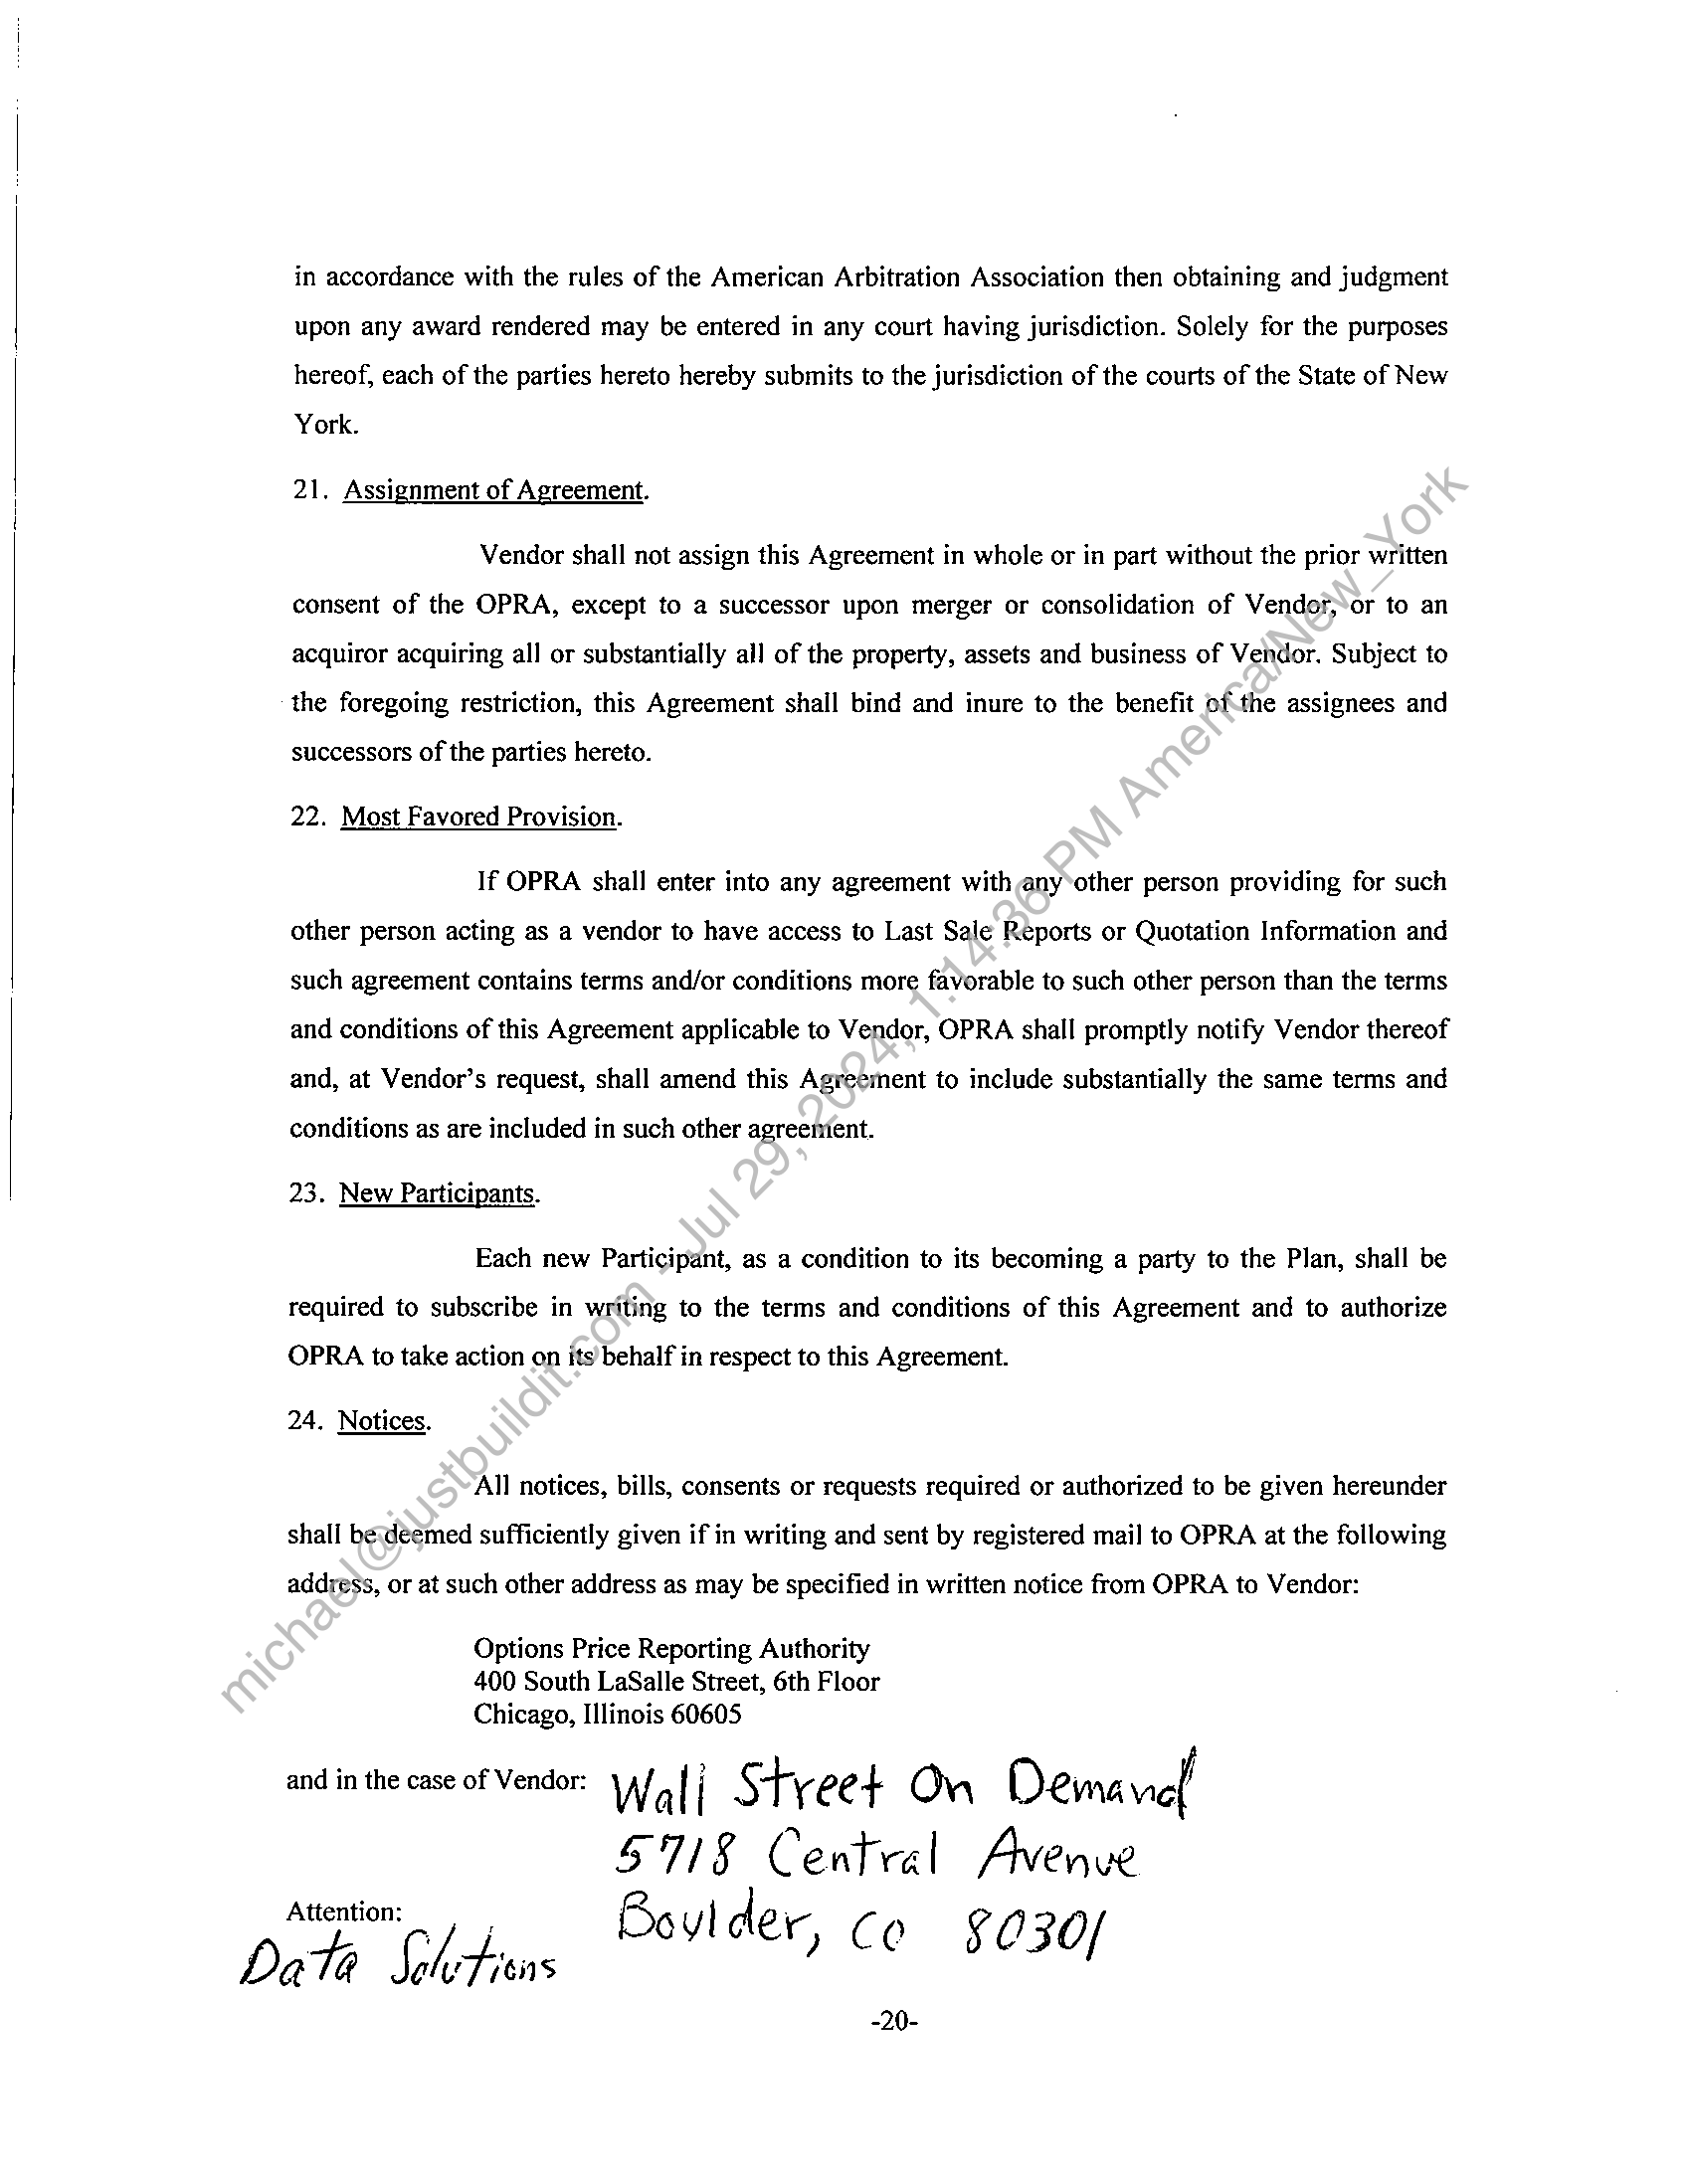 in accordance with the rules of the American Arbitration Association then obtaining and judgment
upon any award rendered may be entered in any court having jurisdiction. Solely for the purposes
hereof, each of the parties hereto hereby submits to the jurisdiction of the courts of the State of New
York.
21. Assignment of Agreement.
Vendor shall not assign this Agreement in whole or in part without the prior written
consent of the OPRA, except to a successor upon merger or consolidation of Vendor, or to an
acquiror acquiring all or substantially all of the property, assets and business of Vendor. Subject to
the foregoing restriction, this Agreement shall bind and inure to the benefit of the assignees and
successors of the parties hereto.
22. Most Favored Provision.
If OPRA shall enter into any agreement with any other person providing for such
other person acting as a vendor to have access to Last Sale Reports or Quotation Information and
such agreement contains terms and/or conditions more favorable to such other person than the terms
and conditions of this Agreement applicable to Vendor, OPRA shall promptly notify Vendor thereof
and, at Vendor's request, shall amend this Agreement to include substantially the same terms and
conditions as are included in such other agreement.
23. New Participants.
Each new Participant, as a condition to its becoming a party to the Plan, shall be
required to subscribe in writing to the terms and conditions of this Agreement and to authorize
OPRA to take action on its behalf in respect to this Agreement.
24. Notices.
All notices, bills, consents or requests required or authorized to be given hereunder
shall be deemed sufficiently given if in writing and sent by registered mail to OPRA at the following
address, or at such other address as may be specified in written notice from OPRA to Vendor:
Options Price Reporting Authority
400 South LaSalle Street, 6th Floor
Chicago, Illinois 60605
and in the case of Vendor: Wall Street On Demand
5718 Central Avenue
Boulder, CO 80301
Attention:
Data Solutions
-20-
michael@justbuildit.com - Jul 29, 2024, 1:14:36 PM America/New_York